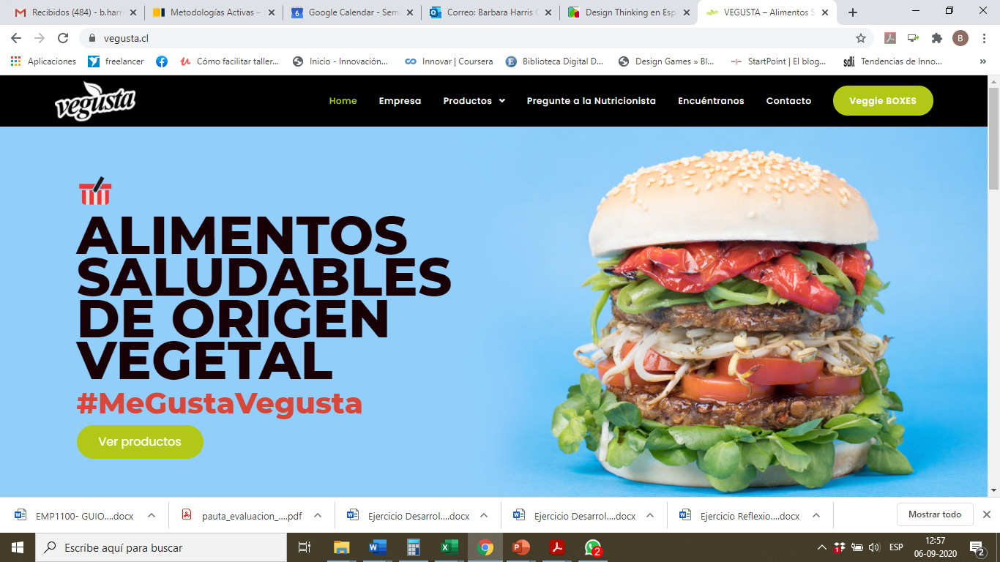 Recibidos (484) - b.harri
Metodologías Activas –
Google Calendar - Sem
Correo: Barbara Harris
Design Thinking en Esp
VEGUSTA – Alimentos S
vegusta.cl
B
Aplicaciones
freelancer
Cómo facilitar taller...
Inicio - Innovación...
Innovar | Coursera
Biblioteca Digital D...
Design Games » Bl...
StartPoint | El blog...
sdli
Tendencias de Inno...
»
vegusta
Home
Empresa
Productos
Pregunte a la Nutricionista
Encuéntranos
Contacto
Veggie BOXES
ALIMENTOS
SALUDABLES
DE ORIGEN
VEGETAL
#MeGustaVegusta
Ver productos
EMP1100- GUIO....docx
pauta_evaluacion_....pdf
Ejercicio Desarrol....docx
Ejercicio Desarrol....docx
Ejercicio Reflexio....docx
Mostrar todo
Escribe aquí para buscar
2
ESP
12:57
06-09-2020
2